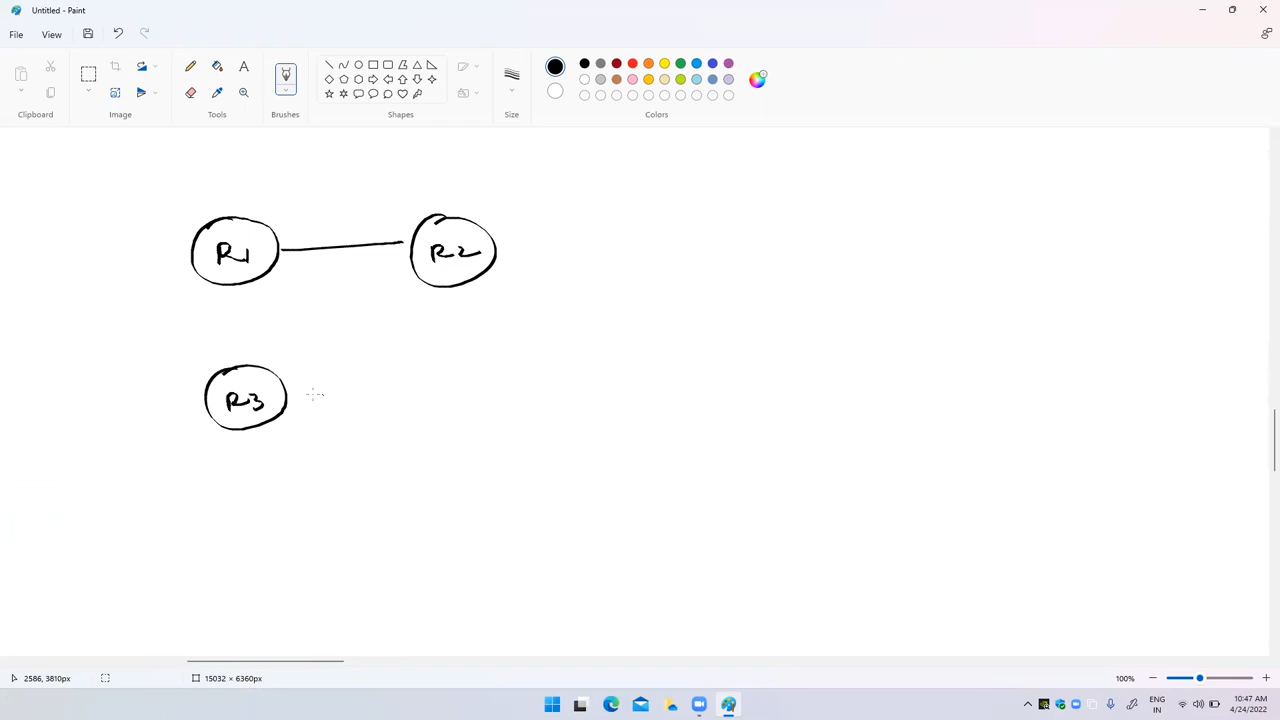 Untitled - Paint
File View
Clipboard Image Tools Brushes Shapes Size Colors
R1 R2
R3
2586, 3810px 15032 × 6360px 100%
ENG
IN
10:47 AM
4/24/2022